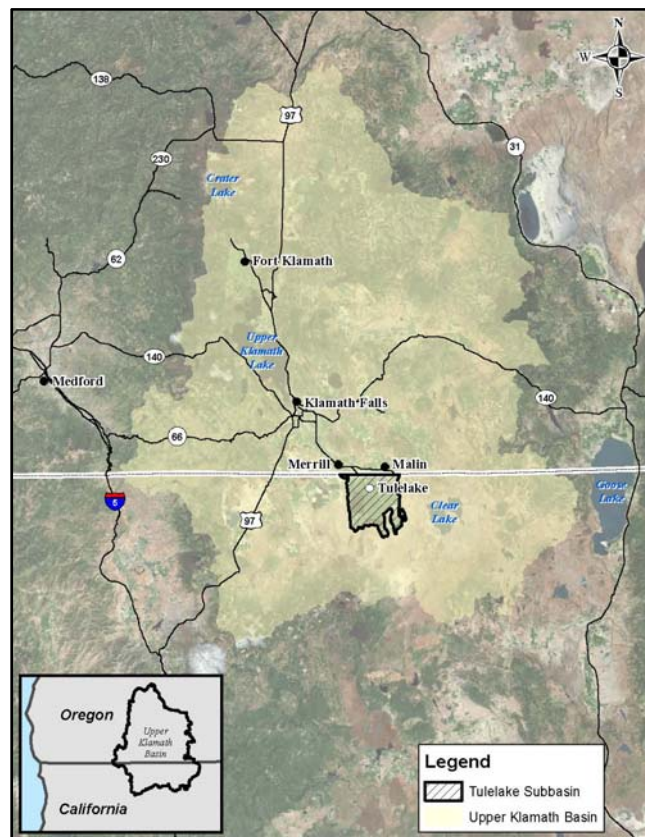 N
W
S
138
97
31
230
Crater
Lake
62
Fort Klamath
Upper
Klamath
Lake
140
Medford
Klamath Falls
140
66
Merrill
Malin
Tulelake
5
97
Clear
Lake
Goose
Lake
Oregon
Upper
Klamath
Basin
California
Legend
Tulelake Subbasin
Upper Klamath Basin